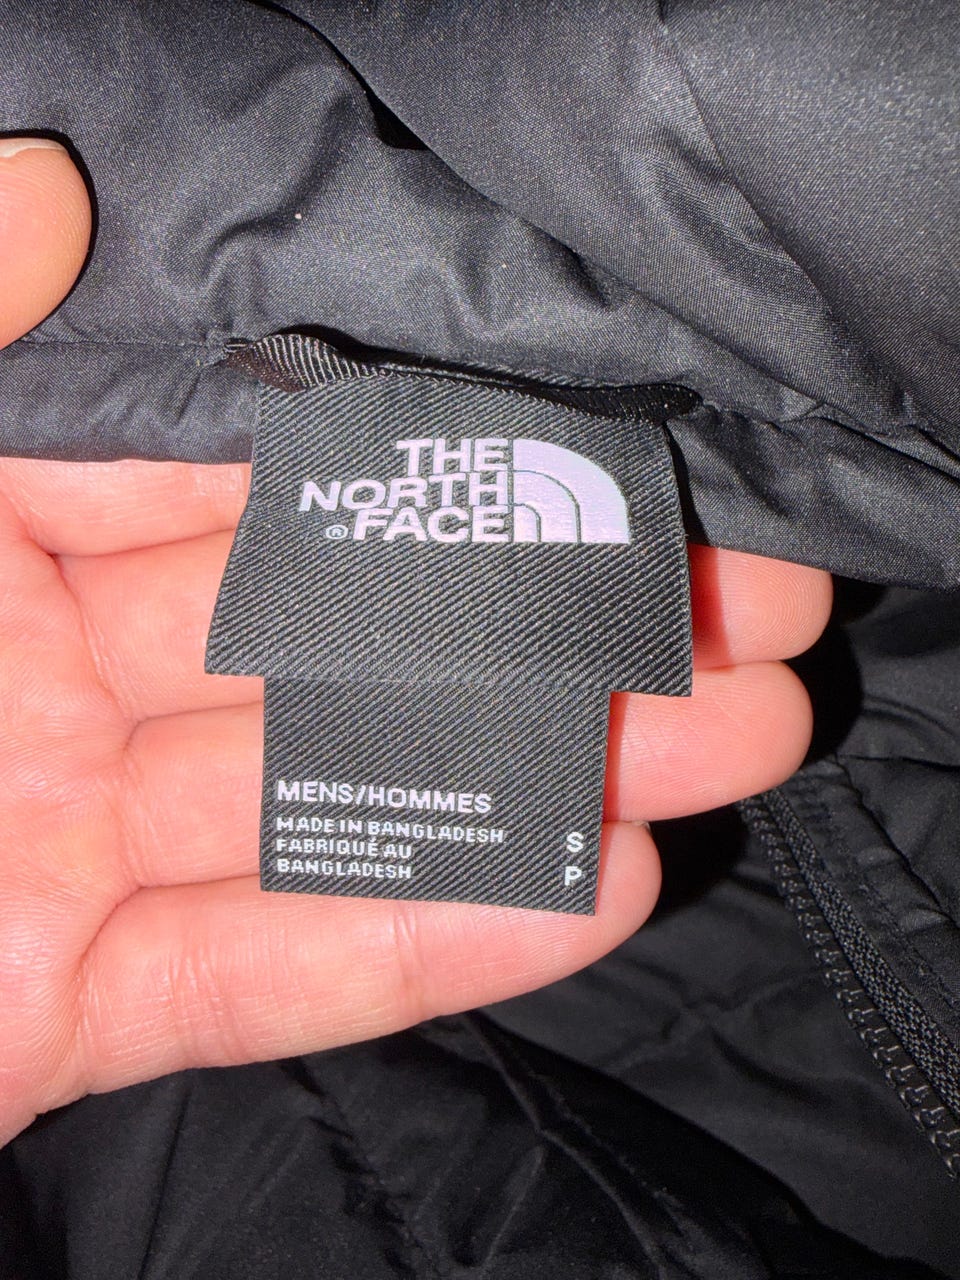 THE
NORTH
® FACE
MENS/HOMMES
MADE IN BANGLADESH
FABRIQUÉ AU
BANGLADESH
S
P